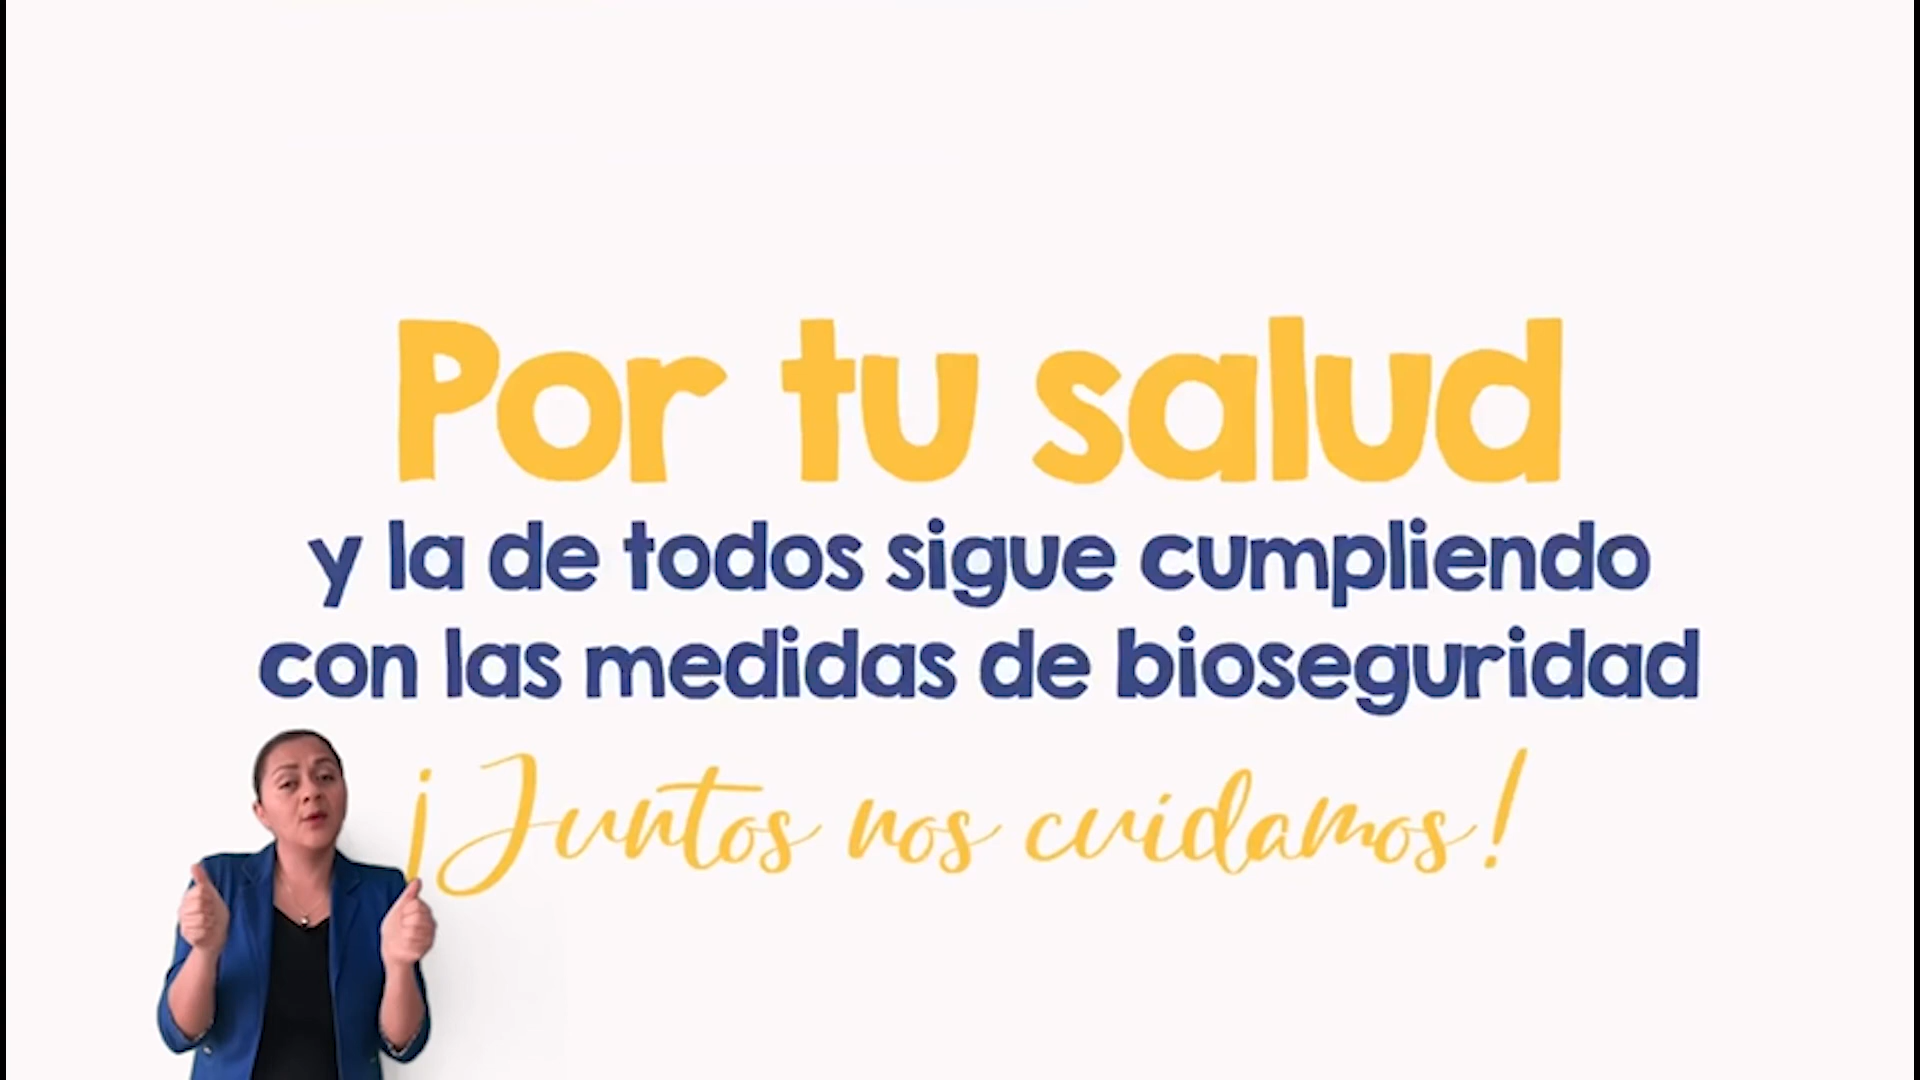 Por tu salud
y la de todos sigue cumpliendo
con las medidas de bioseguridad
¡Juntos nos cuidamos!